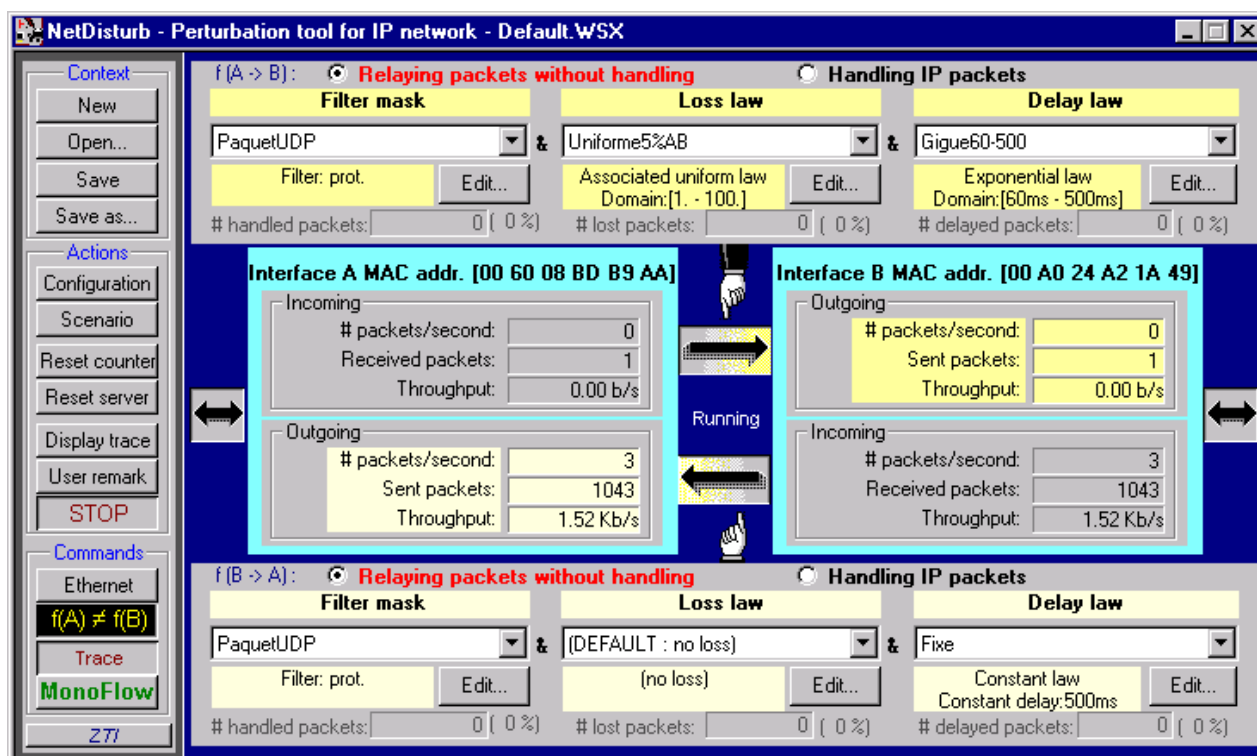 NetDisturb - Perturbation tool for IP network - Default.WSX
Context
New
Open...
Save
Save as...
Actions
Configuration
Scenario
Reset counter
Reset server
Display trace
User remark
STOP
Commands
Ethernet
f(A) ≠ f(B)
Trace
MonoFlow
ZTI
f (A -> B) : Relaying packets without handling Handling IP packets
Filter mask Loss law Delay law
PaquetUDP & Uniforme5%AB & Gigue60-500
Filter: prot. Edit... Associated uniform law Edit... Exponential law Edit...
Domain:[1. - 100.] Domain:[60ms - 500ms]
# handled packets: 0 ( 0 %) # lost packets: 0 ( 0 %) # delayed packets: 0 ( 0 %)
Interface A MAC addr. [00 60 08 BD B9 AA]
Incoming
# packets/second: 0
Received packets: 1
Throughput: 0.00 b/s
Outgoing
# packets/second: 3
Sent packets: 1043
Throughput: 1.52 Kb/s
Running
Interface B MAC addr. [00 A0 24 A2 1A 49]
Outgoing
# packets/second: 0
Sent packets: 1
Throughput: 0.00 b/s
Incoming
# packets/second: 3
Received packets: 1043
Throughput: 1.52 Kb/s
f (B -> A) : Relaying packets without handling Handling IP packets
Filter mask Loss law Delay law
PaquetUDP & (DEFAULT : no loss) & Fixe
Filter: prot. Edit... (no loss) Edit... Constant law Edit...
Constant delay:500ms
# handled packets: 0 ( 0 %) # lost packets: 0 ( 0 %) # delayed packets: 0 ( 0 %)